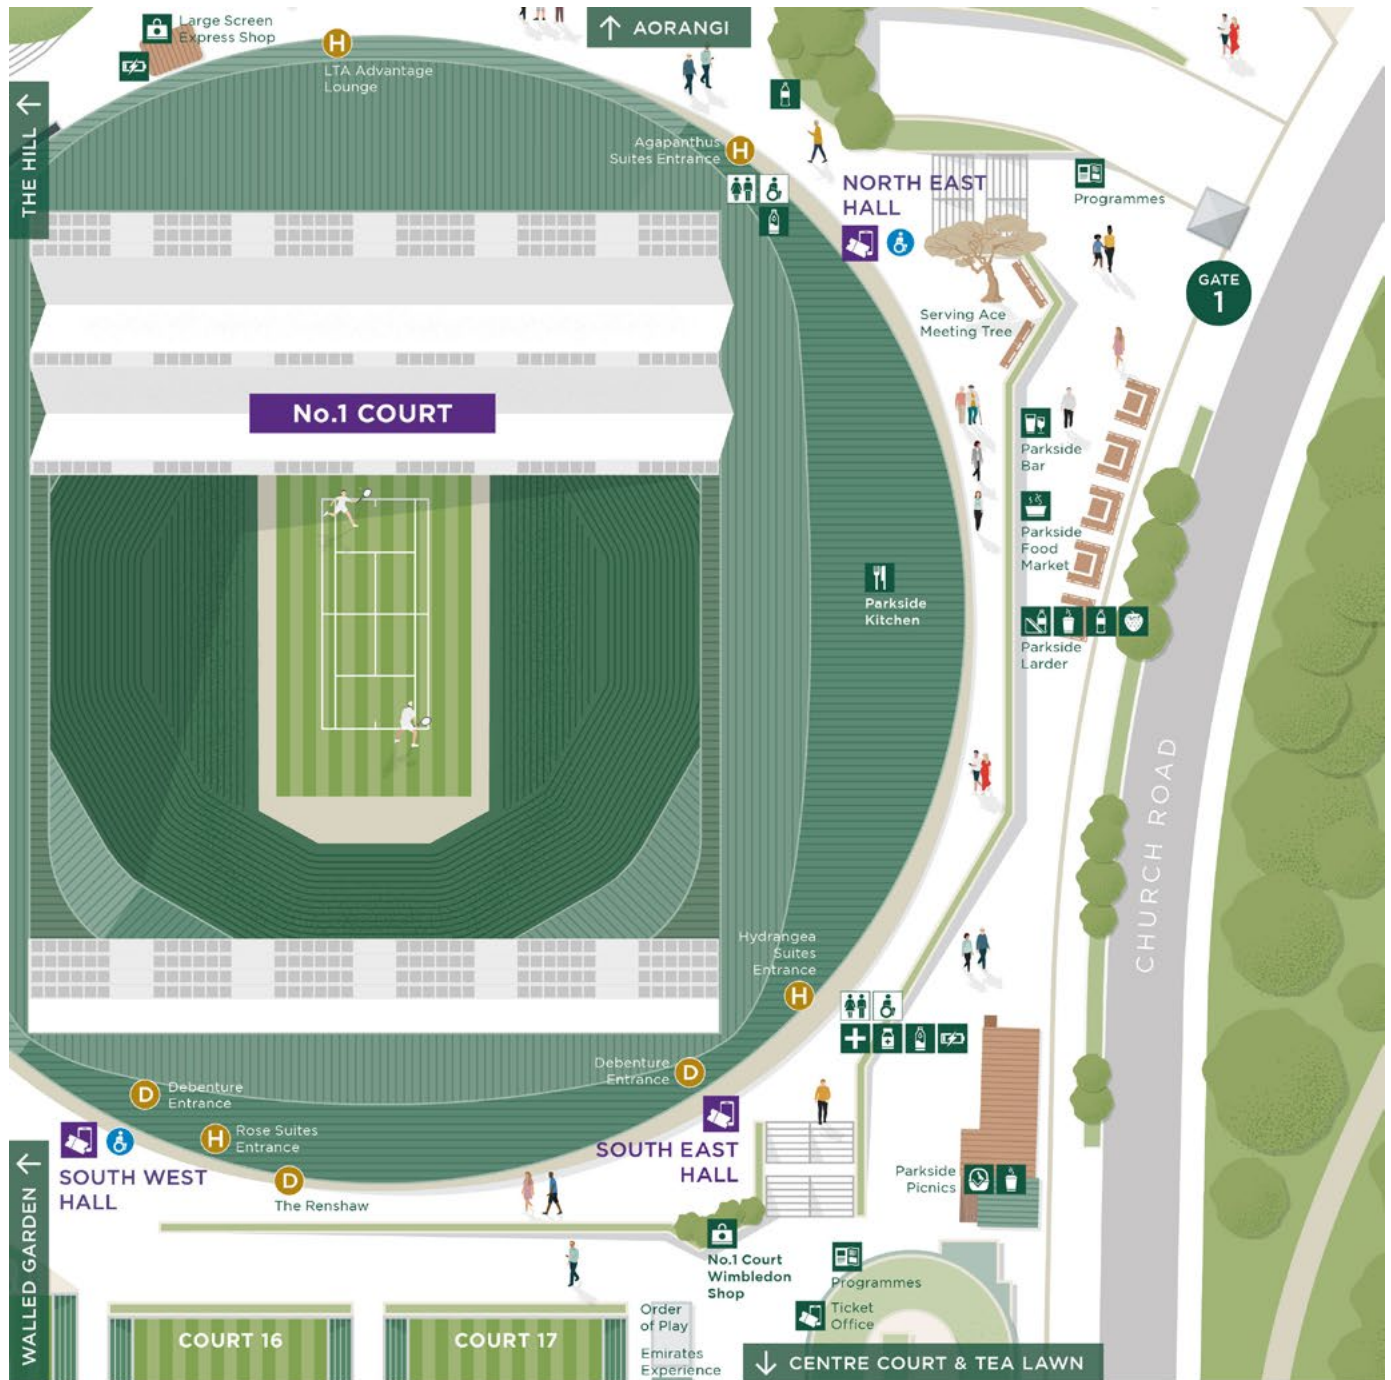 Large Screen
Express Shop
H
LTA Advantage
Lounge
↑ AORANGI
THE HILL ↑
Agapanthus
Suites Entrance
H
NORTH EAST
HALL
Programmes
GATE
1
Serving Ace
Meeting Tree
No.1 COURT
Parkside
Bar
Parkside
Food
Market
Parkside
Kitchen
Parkside
Larder
CHURCH ROAD
Hydrangea
Suites
Entrance
H
Debenture
Entrance
D
D
Debenture
Entrance
H
Rose Suites
Entrance
D
The Renshaw
SOUTH WEST
HALL
SOUTH EAST
HALL
Parkside
Picnics
WALLED GARDEN ↑
No.1 Court
Wimbledon
Shop
Programmes
Ticket
Office
Order
of Play
Emirates
Experience
COURT 16
COURT 17
↓ CENTRE COURT & TEA LAWN